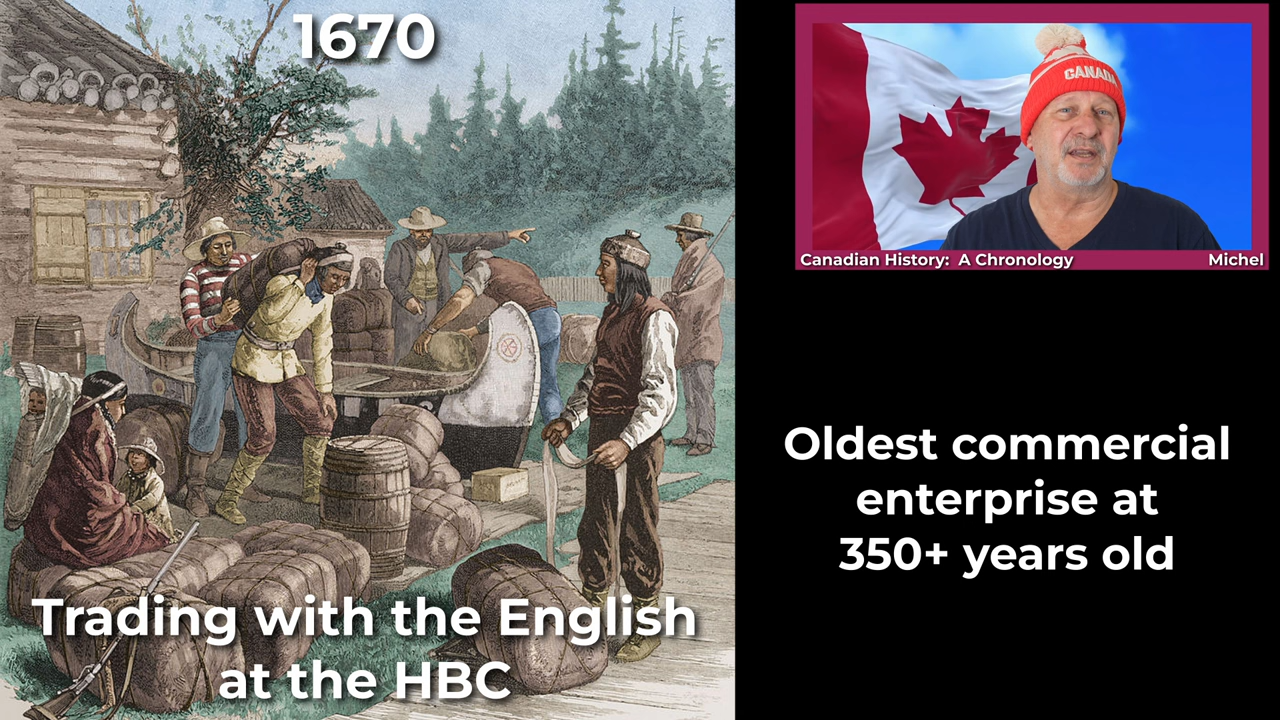 1670
Trading with the English
at the HBC
CANADA
Canadian History: A Chronology
Michel
Oldest commercial
enterprise at
350+ years old